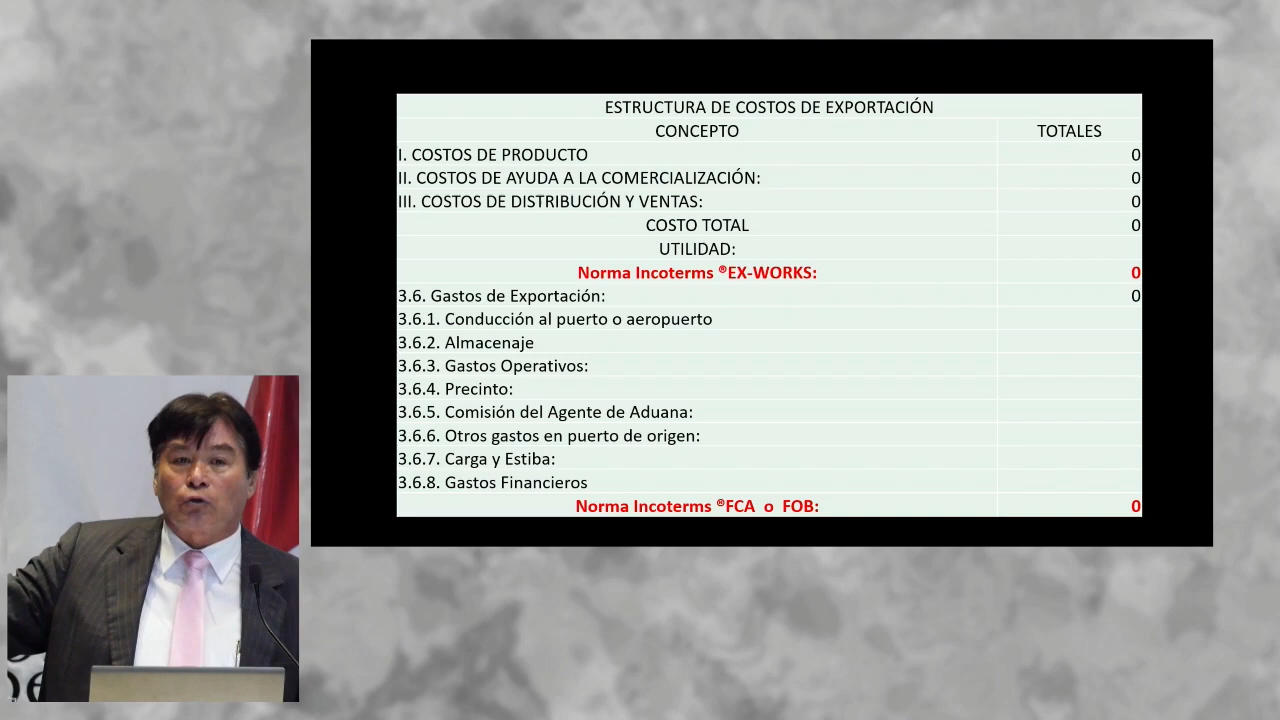 ESTRUCTURA DE COSTOS DE EXPORTACIÓN
CONCEPTO TOTALES
I. COSTOS DE PRODUCTO 0
II. COSTOS DE AYUDA A LA COMERCIALIZACIÓN: 0
III. COSTOS DE DISTRIBUCIÓN Y VENTAS: 0
COSTO TOTAL 0
UTILIDAD:
Norma Incoterms ®EX-WORKS: 0
3.6. Gastos de Exportación: 0
3.6.1. Conducción al puerto o aeropuerto
3.6.2. Almacenaje
3.6.3. Gastos Operativos:
3.6.4. Precinto:
3.6.5. Comisión del Agente de Aduana:
3.6.6. Otros gastos en puerto de origen:
3.6.7. Carga y Estiba:
3.6.8. Gastos Financieros
Norma Incoterms ®FCA o FOB: 0